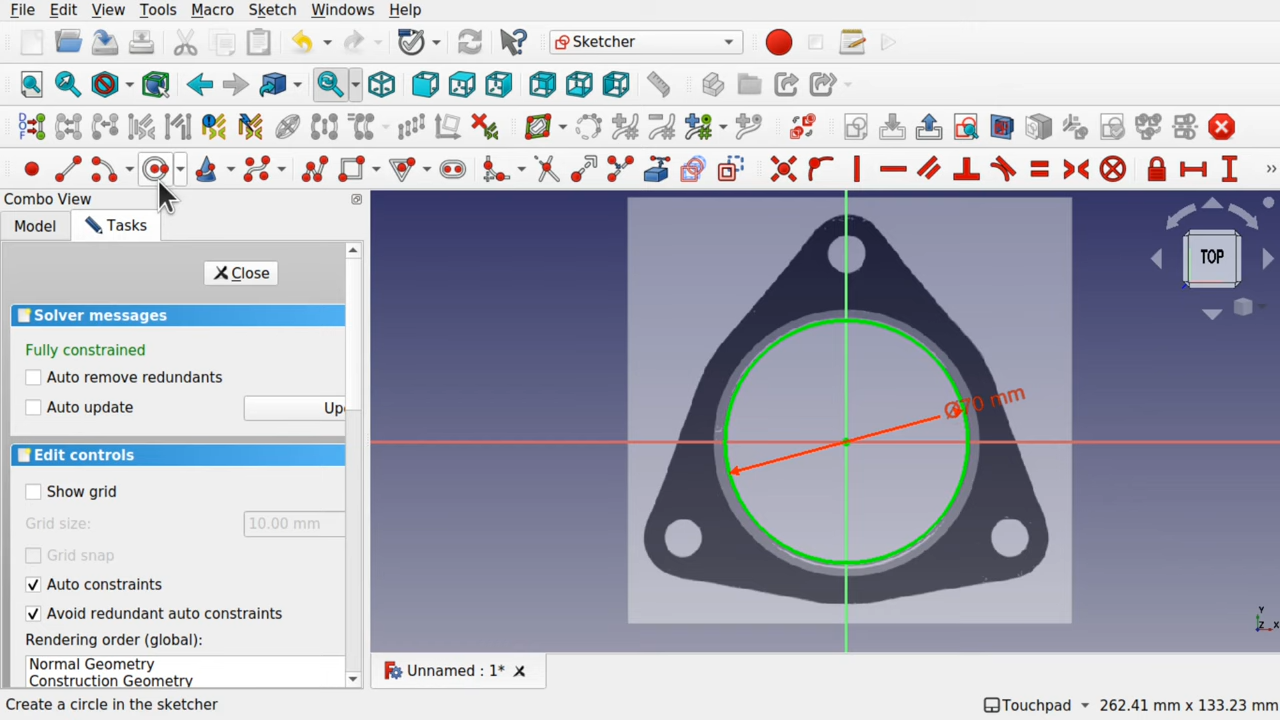 File Edit View Tools Macro Sketch Windows Help
Sketcher
Combo View
Model Tasks
Close
Solver messages
Fully constrained
Auto remove redundants
Auto update
Edit controls
Show grid
Grid size: 10.00 mm
Grid snap
Auto constraints
Avoid redundant auto constraints
Rendering order (global):
Normal Geometry
Construction Geometry
Ø70 mm
TOP
Y
Z X
Unnamed : 1*
Create a circle in the sketcher
Touchpad 262.41 mm x 133.23 mm